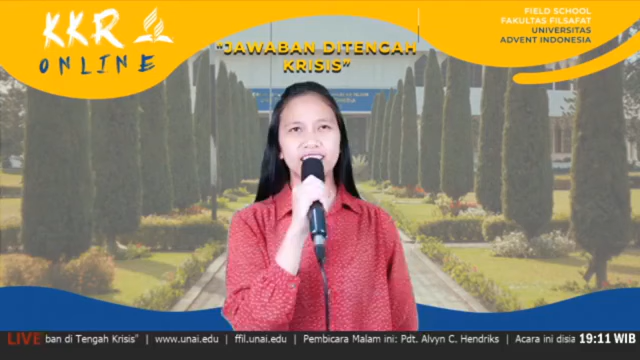 KKR
ONLINE
FIELD SCHOOL
FAKULTAS FILSAFAT
UNIVERSITAS
ADVENT INDONESIA
"JAWABAN DITENGAH
KRISIS"
LIVE ban di Tengah Krisis" | www.unai.edu | ffil.unai.edu | Pembicara Malam ini: Pdt. Alvyn C. Hendriks | Acara ini disia 19:11 WIB